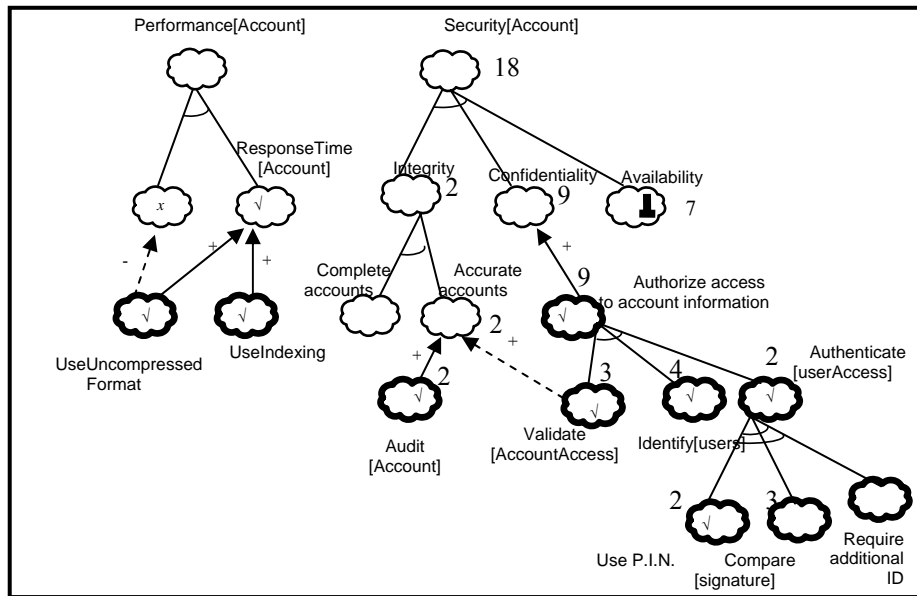 Performance[Account]
Security[Account]
18
ResponseTime
[Account]
Integrity
2
Confidentiality
9
Availability
7
x
√
-
+
+
+
Complete
accounts
Accurate
accounts
2
+
+
9
Authorize access
to account information
√
√
√
UseUncompressed
Format
UseIndexing
2
√
Audit
[Account]
3
√
Validate
[AccountAccess]
4
√
Identify[users]
2
√
Authenticate
[userAccess]
2
√
Use P.I.N.
3
Compare
[signature]
Require
additional
ID